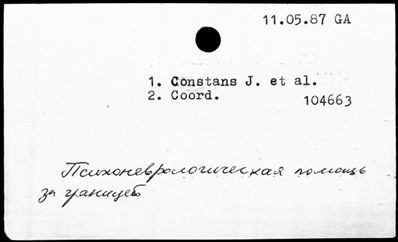 11.05.87 GA
1. Constans J. et al.
2. Coord.
104663
Психоневрологическая помощь
за границей